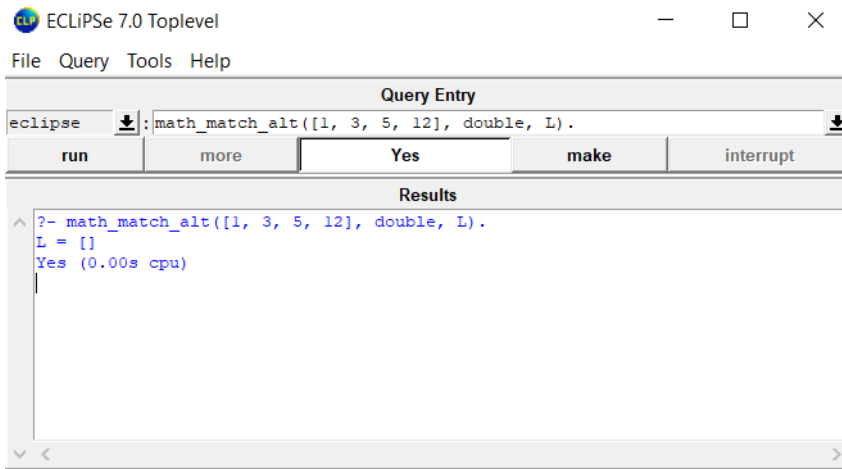 ECLiPSe 7.0 Toplevel
File Query Tools Help
Query Entry
eclipse : math_match_alt([1, 3, 5, 12], double, L).
run more Yes make interrupt
Results
?- math_match_alt([1, 3, 5, 12], double, L).
L = []
Yes (0.00s cpu)